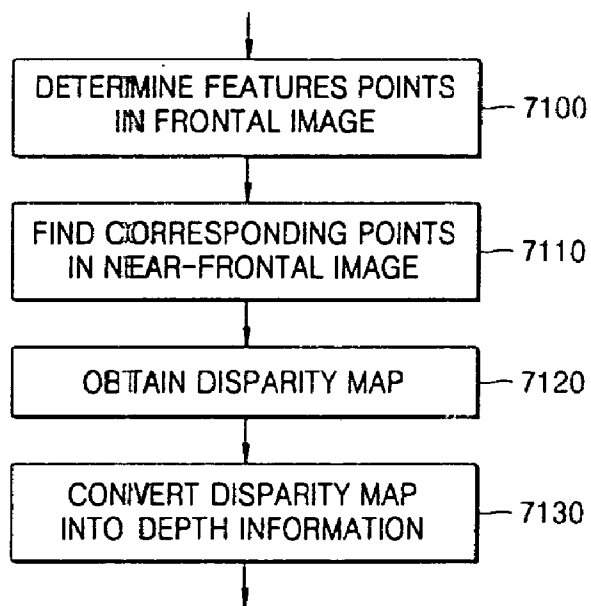 DETERMINE FEATURES POINTS
IN FRONTAL IMAGE
7100
FIND CORRESPONDING POINTS
IN NEAR-FRONTAL IMAGE
7110
OBTAIN DISPARITY MAP
7120
CONVERT DISPARITY MAP
INTO DEPTH INFORMATION
7130